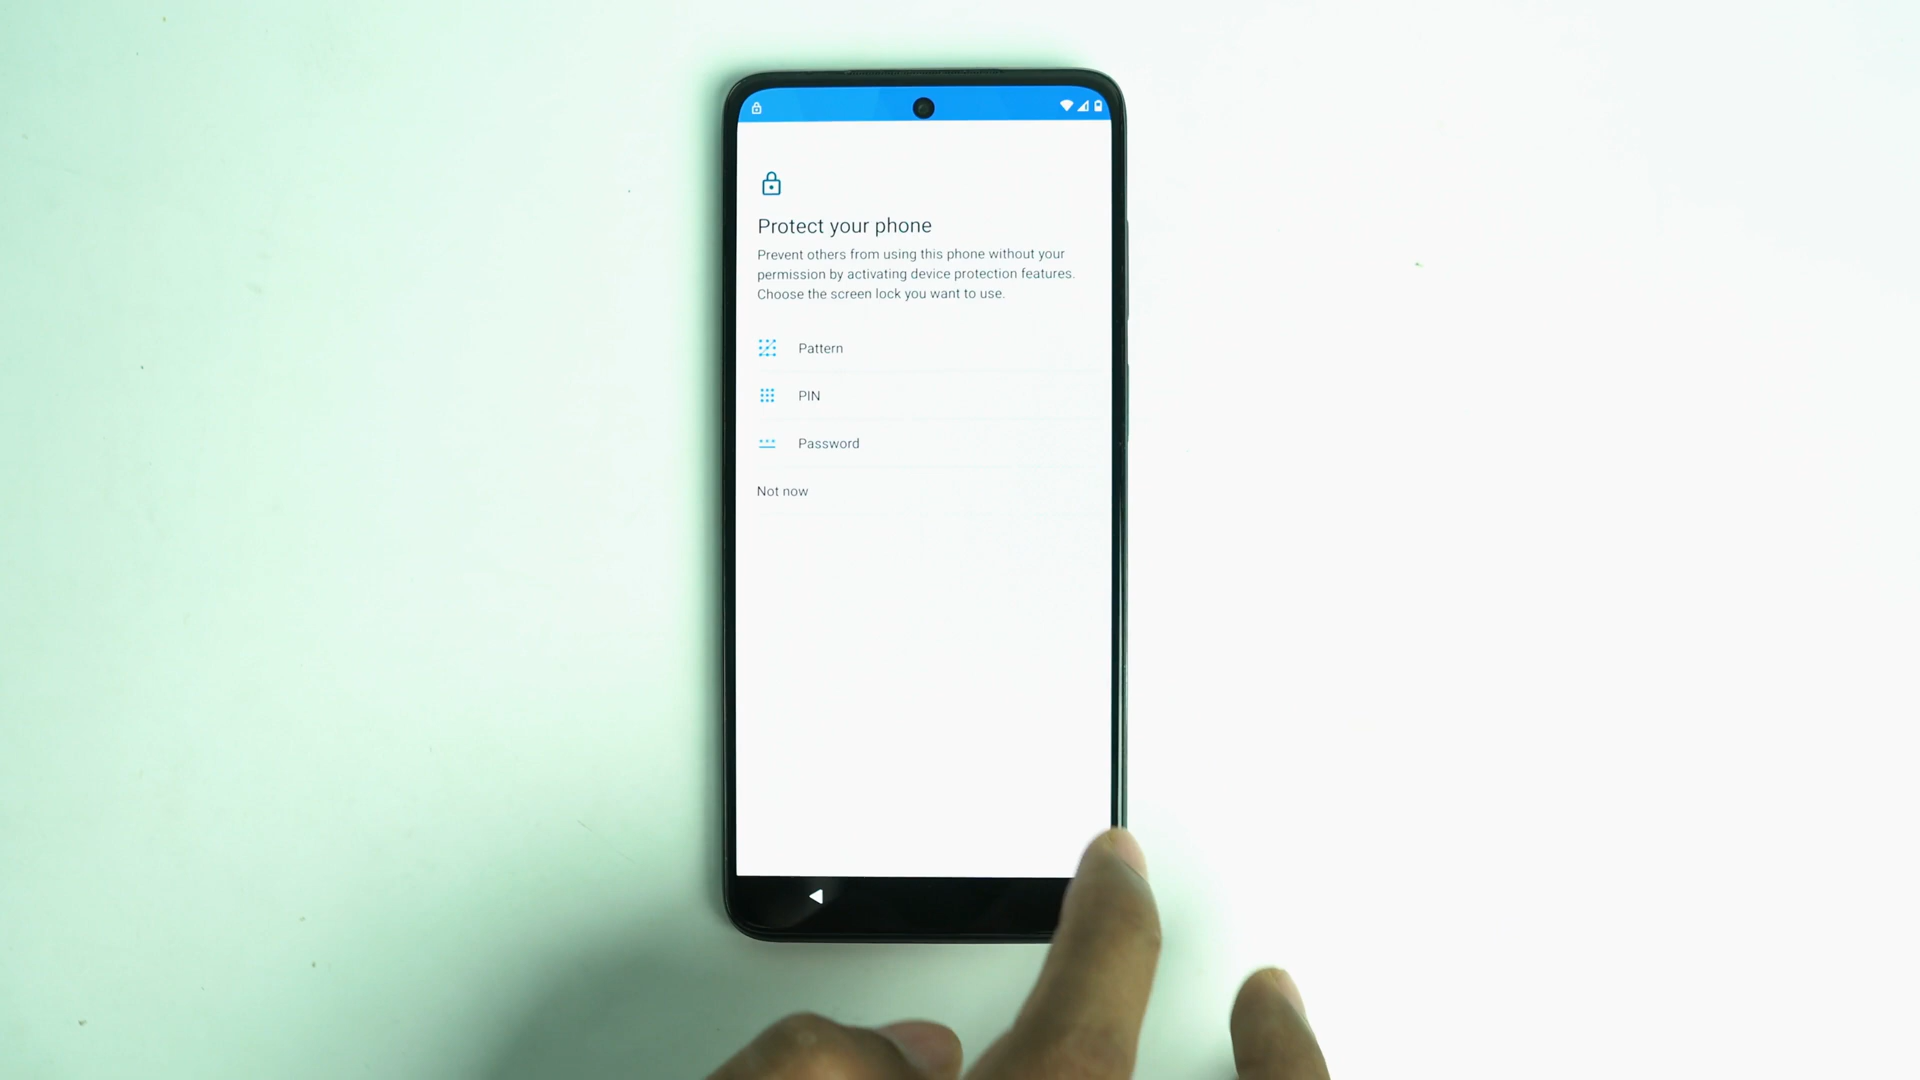 Protect your phone
Prevent others from using this phone without your
permission by activating device protection features.
Choose the screen lock you want to use.
Pattern
PIN
Password
Not now